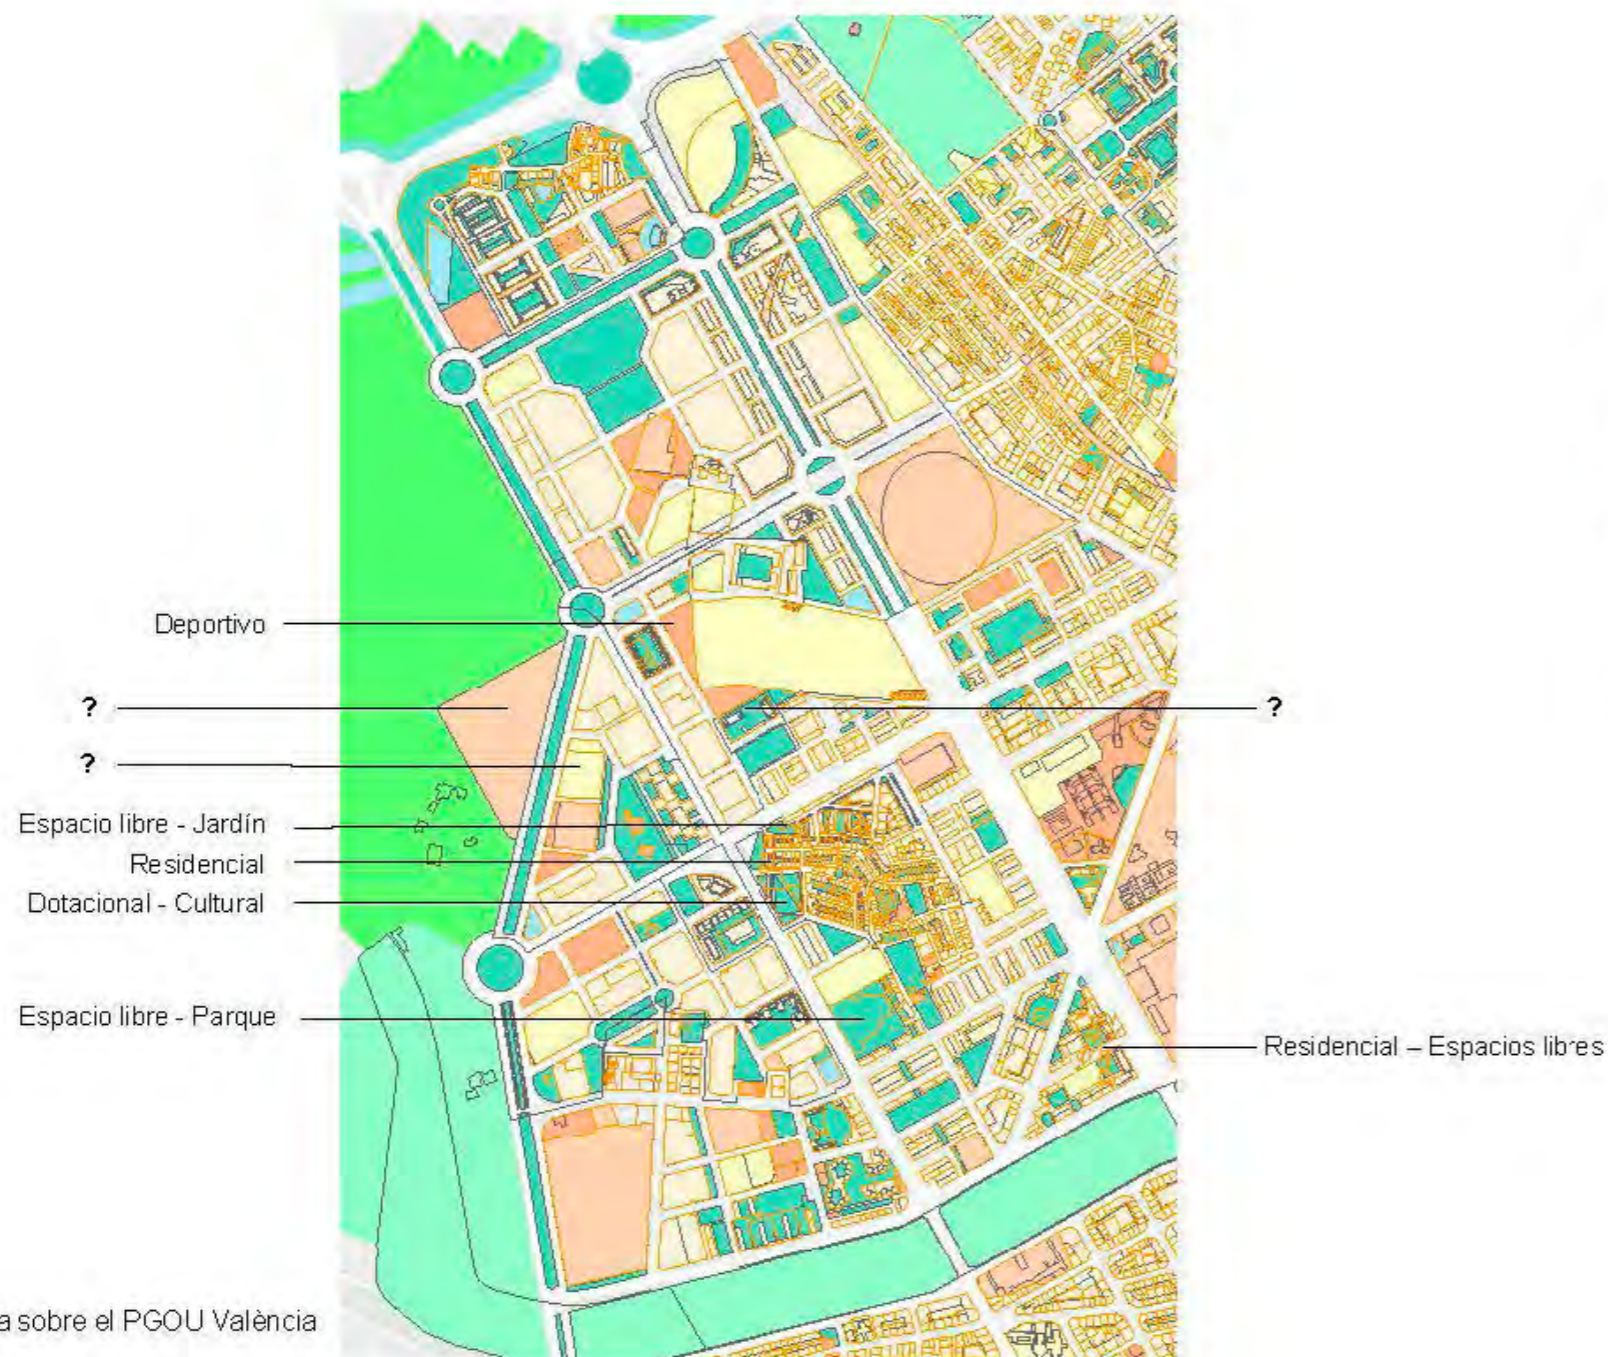 Deportivo
?
?
?
Espacio libre - Jardín
Residencial
Dotacional - Cultural
Espacio libre - Parque
Residencial – Espacios libres
a sobre el PGOU València